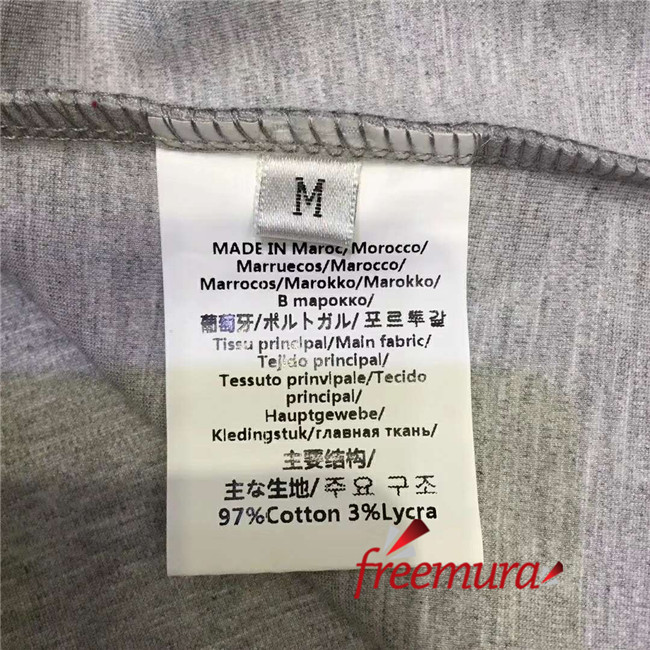 M
MADE IN Maroc/Morocco/
Marruecos/Marocco/
Marrocos/Marokko/Marokko/
В марокко/
葡萄牙/ポルトガル/포르투갈
Tissu principal/Main fabric/
Tejido principal/
Tessuto prinvipale/Tecido
principal/
Hauptgewebe/
Kledingstuk/главная ткань/
主要结构/
主な生地/주요 구조
97%Cotton 3%Lycra
freemura